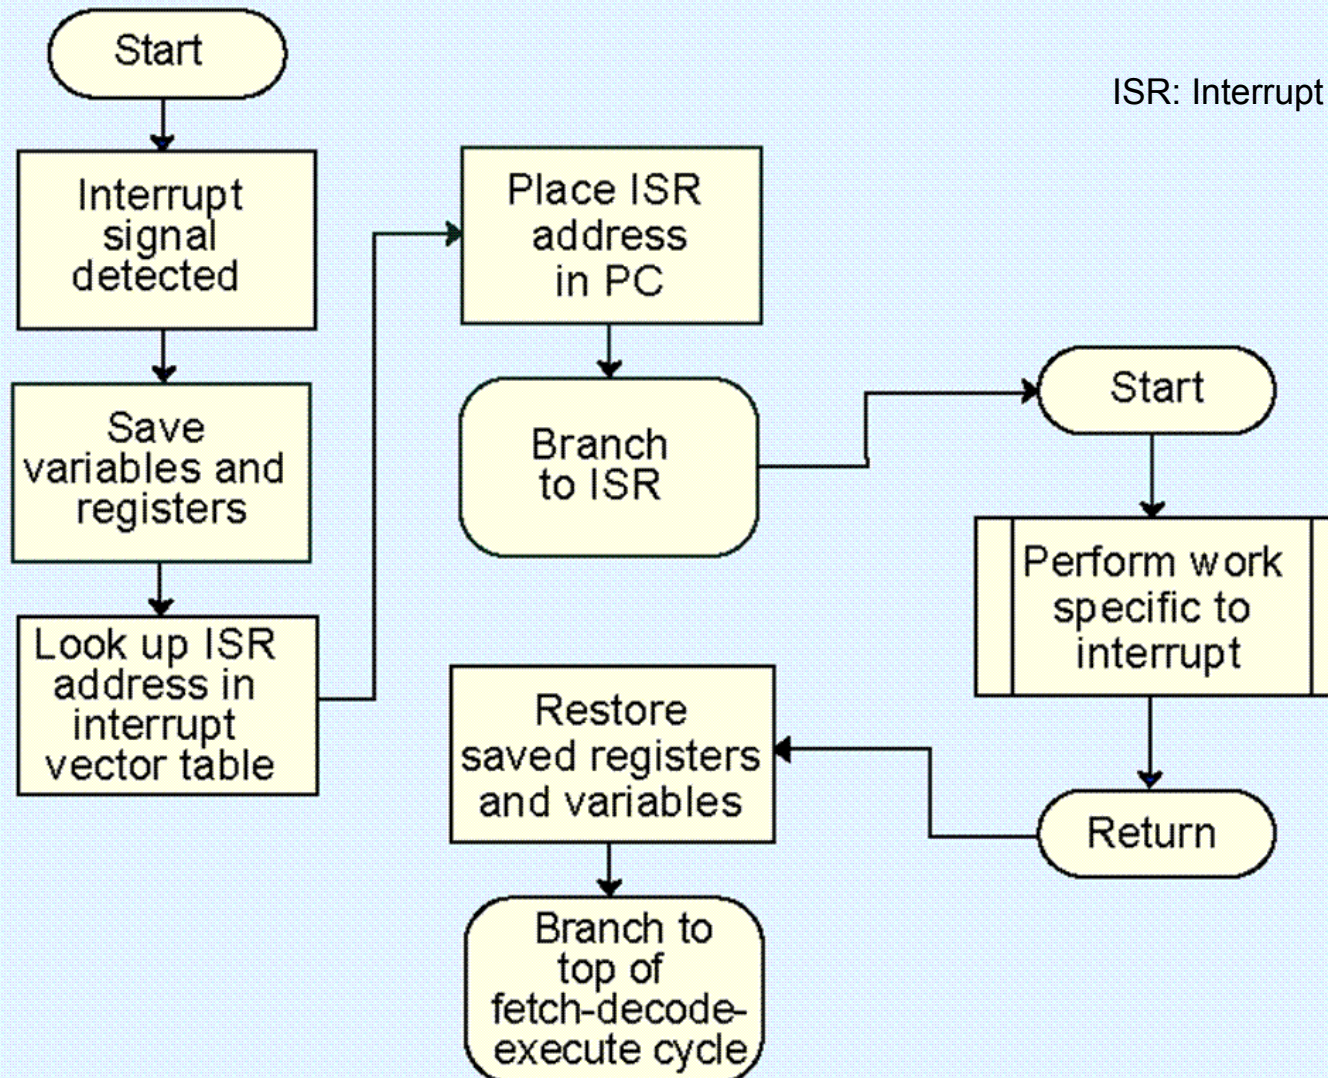 Start
Interrupt
signal
detected
Save
variables and
registers
Look up ISR
address in
interrupt
vector table
Place ISR
address
in PC
Branch
to ISR
ISR: Interrupt
Start
Perform work
specific to
interrupt
Return
Restore
saved registers
and variables
Branch to
top of
fetch-decode-
execute cycle